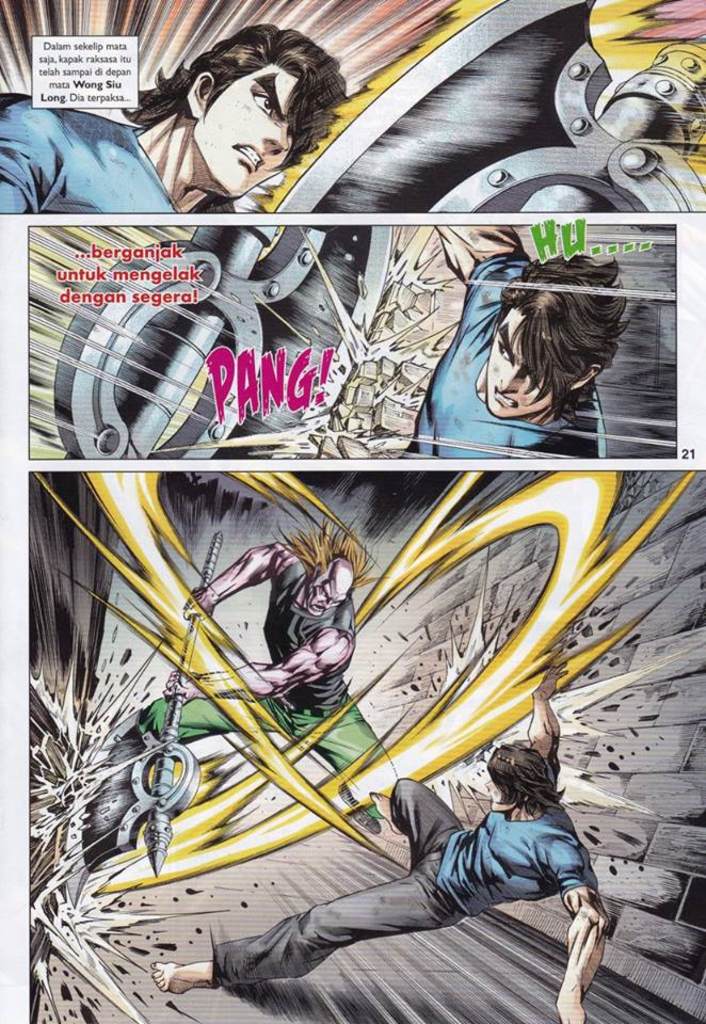 Dalam sekelip mata
saja, kapak raksasa itu
telah sampai di depan
mata Wong Siu
Long. Dia terpaksa...
...berganjak
untuk mengelak
dengan segera!
HU....
PANG!
21